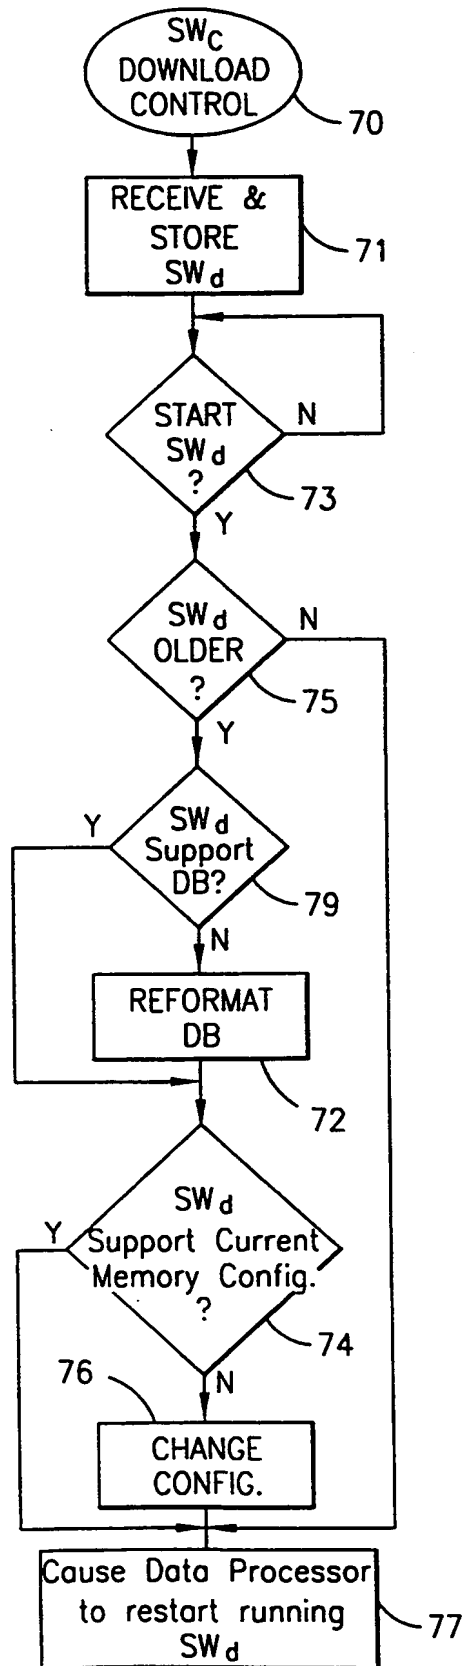 SWC
DOWNLOAD
CONTROL
70
RECEIVE &
STORE
SWd
71
START
SWd
?
N
73
Y
SWd
OLDER
?
N
75
Y
SWd
Support
DB?
Y
79
N
REFORMAT
DB
72
SWd
Support Current
Memory Config.
?
Y
74
N
76
CHANGE
CONFIG.
Cause Data Processor
to restart running
SWd
77